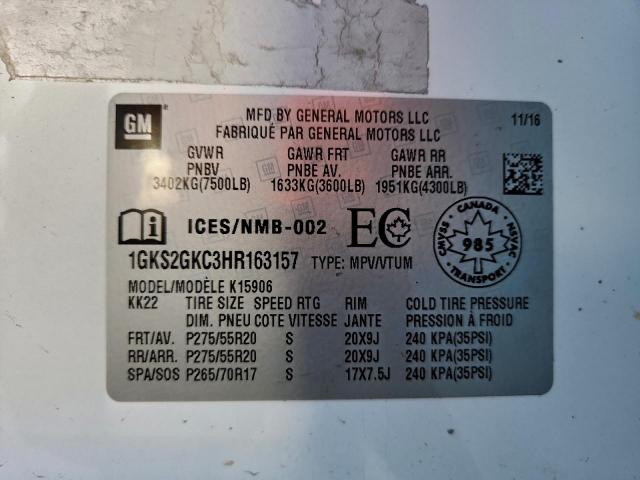 GM
MFD BY GENERAL MOTORS LLC 11/16
FABRIQUÉ PAR GENERAL MOTORS LLC
GVWR GAWR FRT GAWR RR
PNBV PNBE AV. PNBE ARR.
3402KG(7500LB) 1633KG(3600LB) 1951KG(4300LB)
ICES/NMB-002 EC
CANADA
CMVSS 985 NSVAC
TRANSPORT
1GKS2GKC3HR163157 TYPE: MPV/VTUM
MODEL/MODÈLE K15906
KK22 TIRE SIZE SPEED RTG RIM COLD TIRE PRESSURE
DIM. PNEU COTE VITESSE JANTE PRESSION À FROID
FRT/AV. P275/55R20 S 20X9J 240 KPA(35PSI)
RR/ARR. P275/55R20 S 20X9J 240 KPA(35PSI)
SPA/SOS P265/70R17 S 17X7.5J 240 KPA(35PSI)